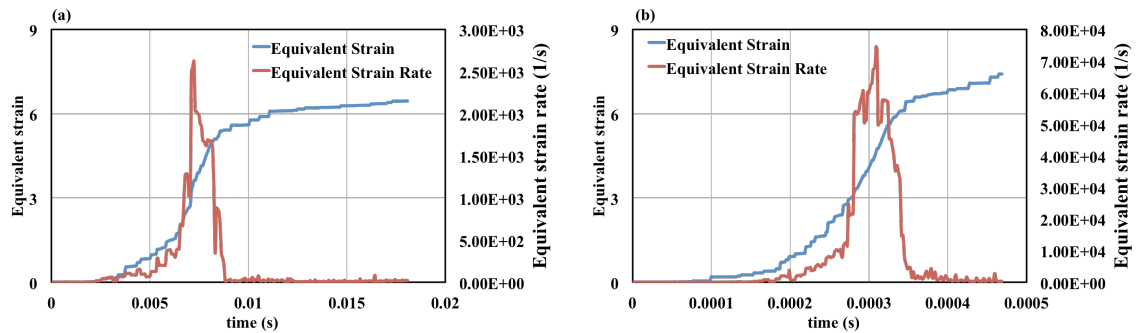 (a)
9
6
3
0
Equivalent strain
Equivalent Strain
Equivalent Strain Rate
3.00E+03
2.50E+03
2.00E+03
1.50E+03
1.00E+03
5.00E+02
0.00E+00
Equivalent strain rate (1/s)
0 0.005 0.01 0.015 0.02
time (s)
(b)
9
6
3
0
Equivalent strain
Equivalent Strain
Equivalent Strain Rate
8.00E+04
7.00E+04
6.00E+04
5.00E+04
4.00E+04
3.00E+04
2.00E+04
1.00E+04
0.00E+00
Equivalent strain rate (1/s)
0 0.0001 0.0002 0.0003 0.0004 0.0005
time (s)